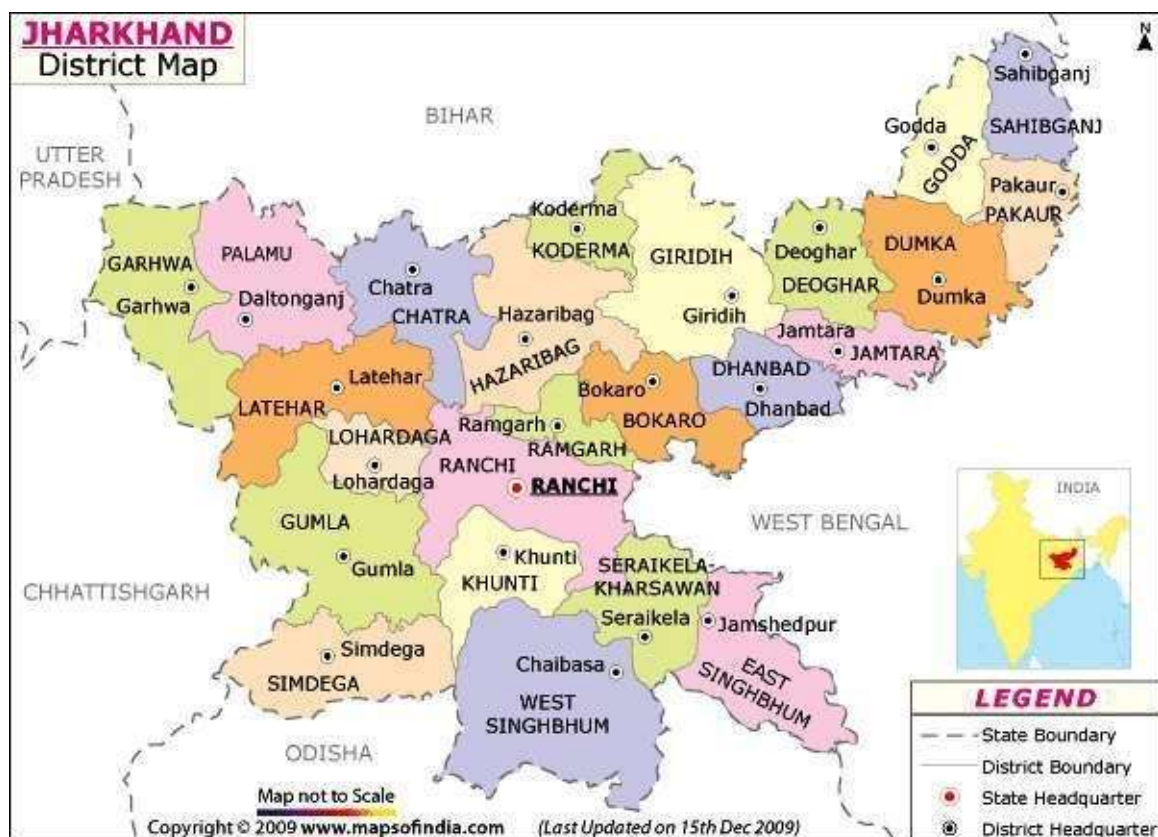 JHARKHAND
District Map
N
BIHAR
UTTER
PRADESH
Sahibganj
SAHIBGANJ
Godda
GODDA
Pakaur
PAKAUR
Koderma
KODERMA
PALAMU
GARHWA
Garhwa
Daltonganj
Chatra
CHATRA
GIRIDIH
Giridih
Deoghar
DEOGHAR
DUMKA
Dumka
Hazaribag
HAZARIBAG
Jamtara
JAMTARA
DHANBAD
Dhanbad
Latehar
LATEHAR
Bokaro
BOKARO
LOHARDAGA
Lohardaga
Ramgarh
RAMGARH
RANCHI
RANCHI
GUMLA
Gumla
WEST BENGAL
INDIA
CHHATTISHGARH
Khunti
KHUNTI
SERAIKELA-
KHARSAWAN
Seraikela
Jamshedpur
EAST
SINGHBHUM
Simdega
SIMDEGA
Chaibasa
WEST
SINGHBHUM
ODISHA
LEGEND
State Boundary
District Boundary
State Headquarter
District Headquarter
Map not to Scale
Copyright © 2009 www.mapsofindia.com (Last Updated on 15th Dec 2009)